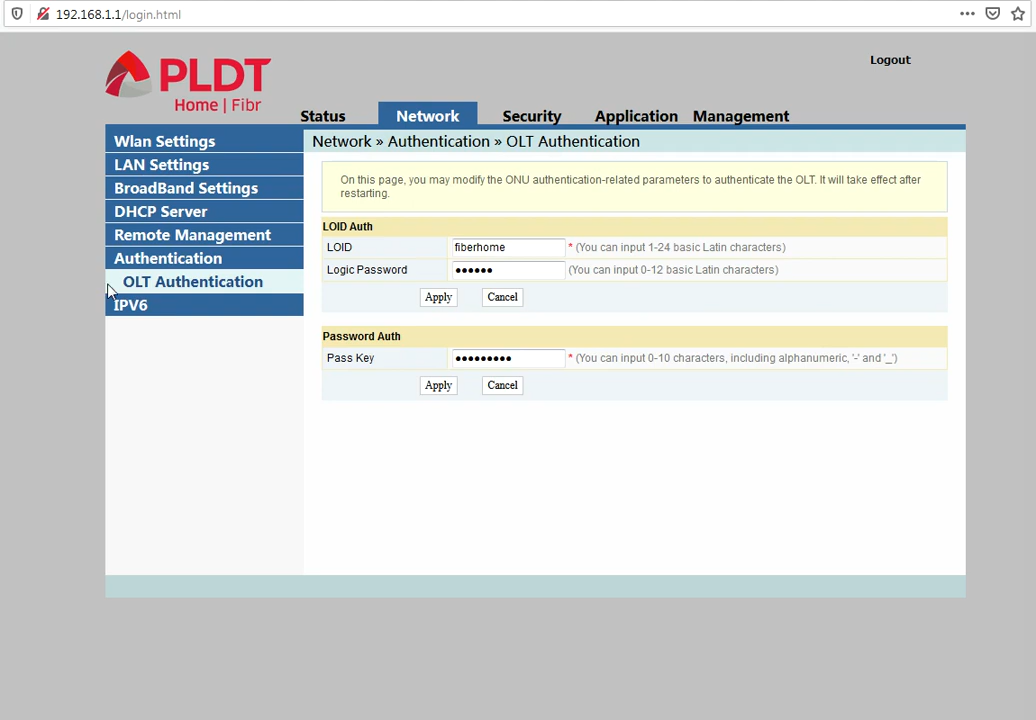 192.168.1.1/login.html
PLDT
Home | Fibr
Logout
Status Network Security Application Management
Network » Authentication » OLT Authentication
Wlan Settings
LAN Settings
BroadBand Settings
DHCP Server
Remote Management
Authentication
OLT Authentication
IPV6
On this page, you may modify the ONU authentication-related parameters to authenticate the OLT. It will take effect after
restarting.
LOID Auth
LOID fiberhome * (You can input 1-24 basic Latin characters)
Logic Password •••••• (You can input 0-12 basic Latin characters)
Apply Cancel
Password Auth
Pass Key ••••••••• * (You can input 0-10 characters, including alphanumeric, '-' and '_')
Apply Cancel